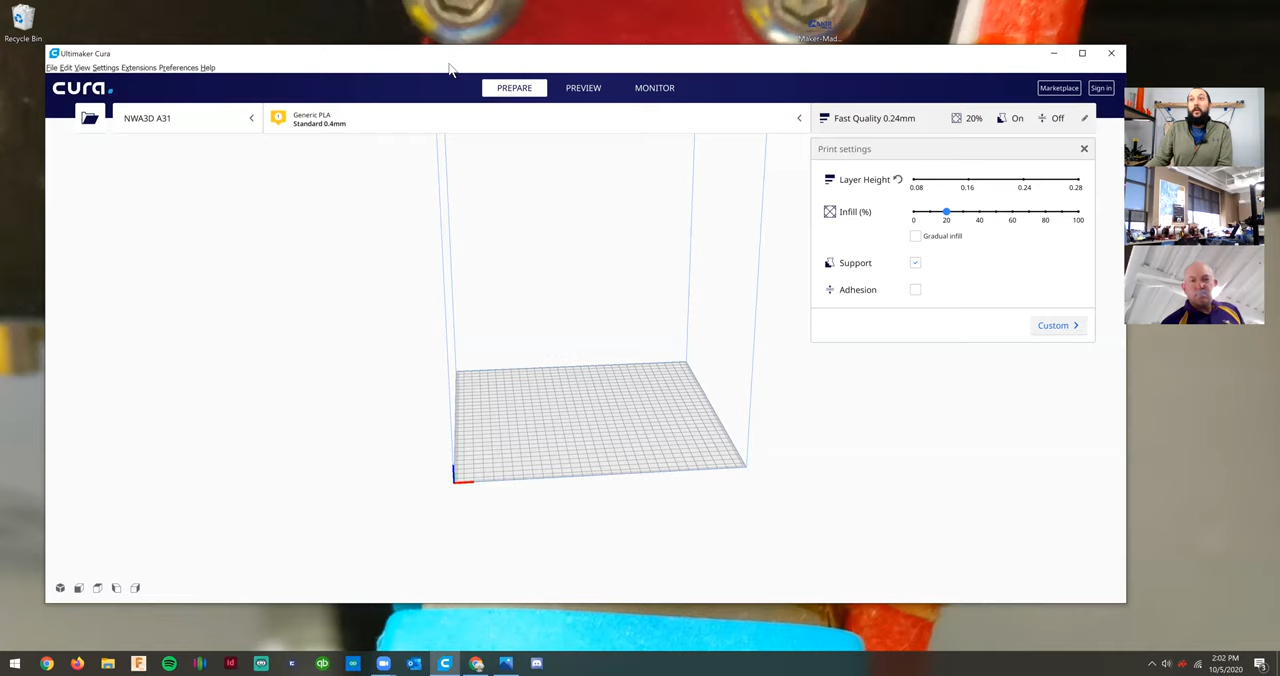 Recycle Bin
Maker-Mad...
Ultimaker Cura
File Edit View Settings Extensions Preferences Help
cura.
PREPARE
PREVIEW
MONITOR
Marketplace
Sign in
NWA3D A31
Generic PLA
Standard 0.4mm
Fast Quality 0.24mm
20%
On
Off
Print settings
Layer Height
0.08 0.16 0.24 0.28
Infill (%)
0 20 40 60 80 100
Gradual infill
Support
Adhesion
Custom
2:02 PM
10/5/2020